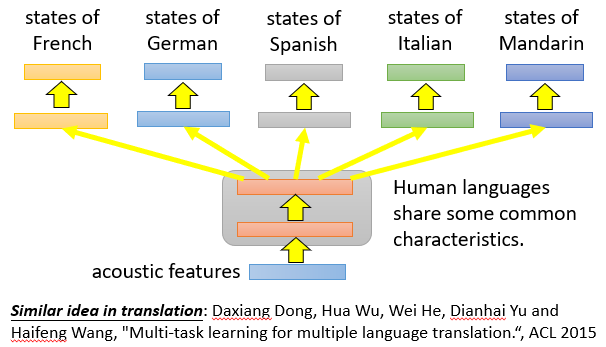 states of French
states of German
states of Spanish
states of Italian
states of Mandarin
Human languages
share some common
characteristics.
acoustic features
Similar idea in translation: Daxiang Dong, Hua Wu, Wei He, Dianhai Yu and
Haifeng Wang, "Multi-task learning for multiple language translation.“, ACL 2015